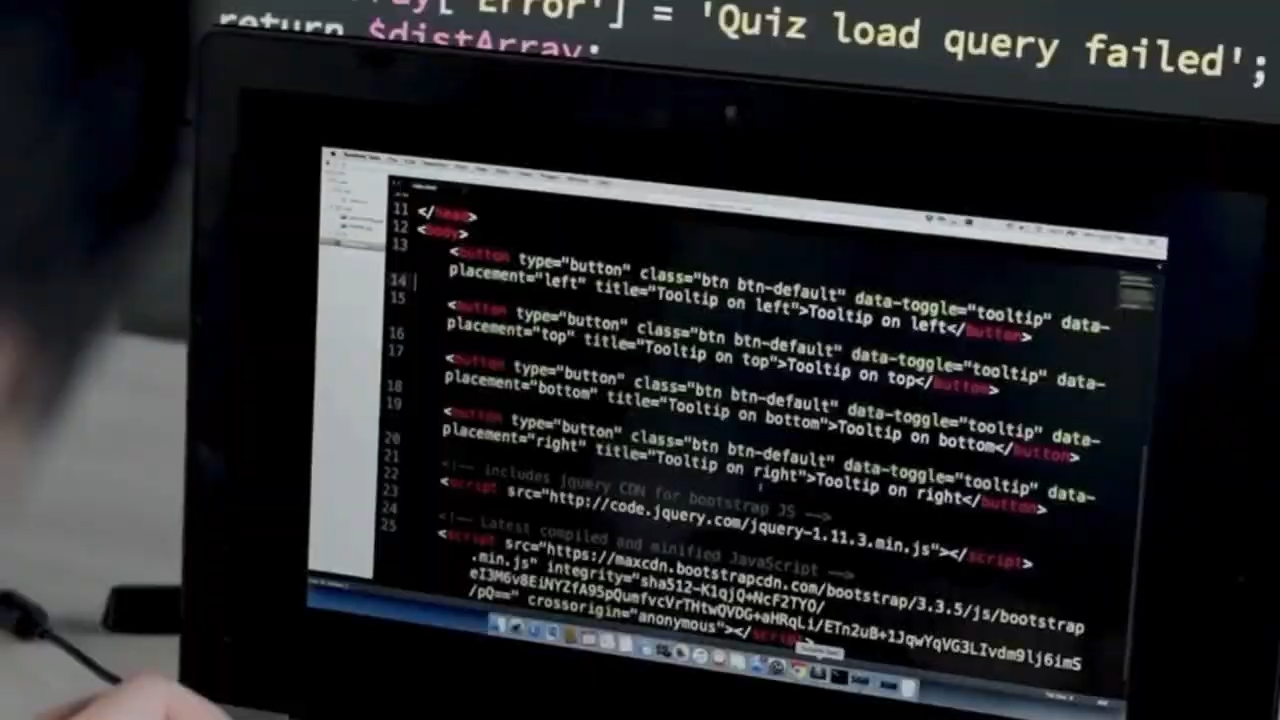 ray['Error'] = 'Quiz load query failed';
return $distArray;
11 </head>
12 <body>
13
<button type="button" class="btn btn-default" data-toggle="tooltip" data-
14 placement="left" title="Tooltip on left">Tooltip on left</button>
15
<button type="button" class="btn btn-default" data-toggle="tooltip" data-
16 placement="top" title="Tooltip on top">Tooltip on top</button>
17
<button type="button" class="btn btn-default" data-toggle="tooltip" data-
18 placement="bottom" title="Tooltip on bottom">Tooltip on bottom</button>
19
<button type="button" class="btn btn-default" data-toggle="tooltip" data-
20 placement="right" title="Tooltip on right">Tooltip on right</button>
21
22 <!-- includes jquery CDN for bootstrap JS -->
23 <script src="http://code.jquery.com/jquery-1.11.3.min.js"></script>
24 <!-- Latest compiled and minified JavaScript -->
25 <script src="https://maxcdn.bootstrapcdn.com/bootstrap/3.3.5/js/bootstrap
.min.js" integrity="sha512-K1qjQ+NcF2TYO/
eI3M6v8EiNYZfA95pQumfvcVrTHtwQVDG+aHRqLi/ETn2uB+1JqwYqVG3LIvdm9lj6imS
/pQ==" crossorigin="anonymous"></script>